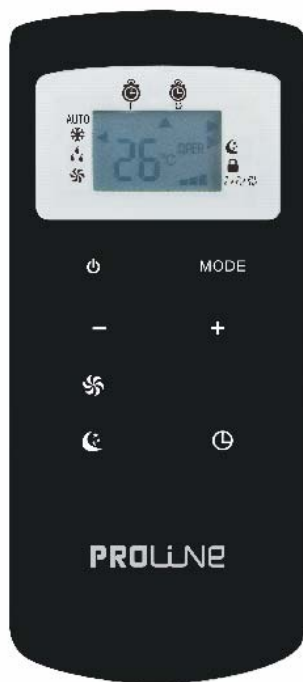 I
AUTO
26°C OPER
MODE
- +
PROLINE